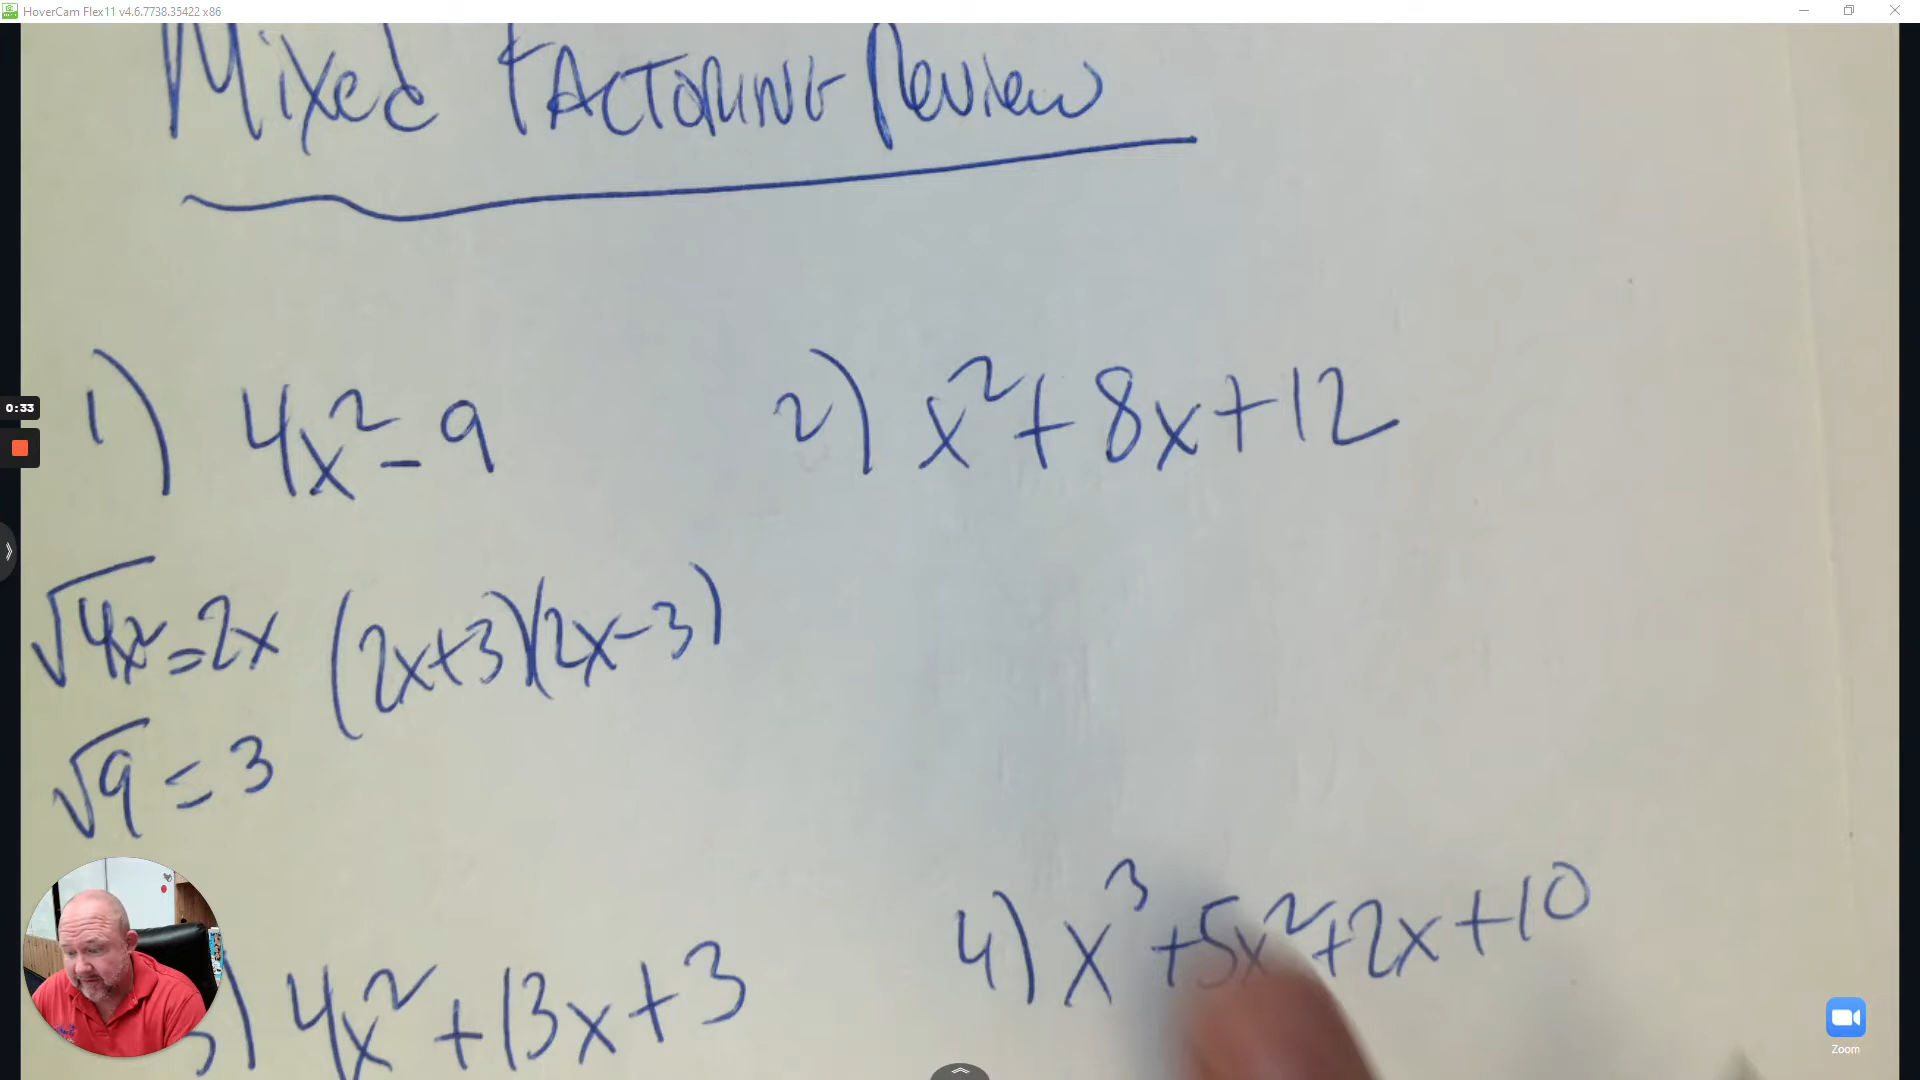 HoverCam Flex11 v4.6.7738.35422 x86
Mixed FACTORING Review
1) 4x² - 9
2) x² + 8x + 12
0:33
√4x² = 2x (2x+3)(2x-3)
√9 = 3
) 4x² + 13x + 3
4) x³ + 5x² + 2x + 10
Zoom